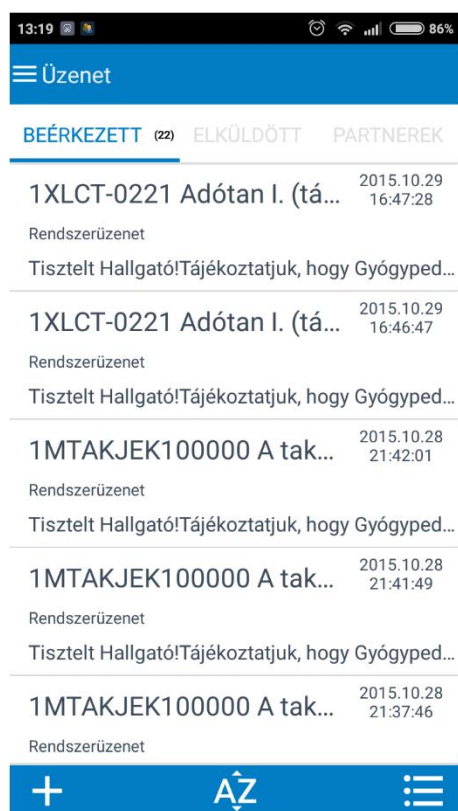 13:19 86%
Üzenet
BEÉRKEZETT (22) ELKÜLDÖTT PARTNEREK
1XLCT-0221 Adótan I. (tá... 2015.10.29
16:47:28
Rendszerüzenet
Tisztelt Hallgató!Tájékoztatjuk, hogy Gyógyped...
1XLCT-0221 Adótan I. (tá... 2015.10.29
16:46:47
Rendszerüzenet
Tisztelt Hallgató!Tájékoztatjuk, hogy Gyógyped...
1MTAKJEK100000 A tak... 2015.10.28
21:42:01
Rendszerüzenet
Tisztelt Hallgató!Tájékoztatjuk, hogy Gyógyped...
1MTAKJEK100000 A tak... 2015.10.28
21:41:49
Rendszerüzenet
Tisztelt Hallgató!Tájékoztatjuk, hogy Gyógyped...
1MTAKJEK100000 A tak... 2015.10.28
21:37:46
Rendszerüzenet
AZ